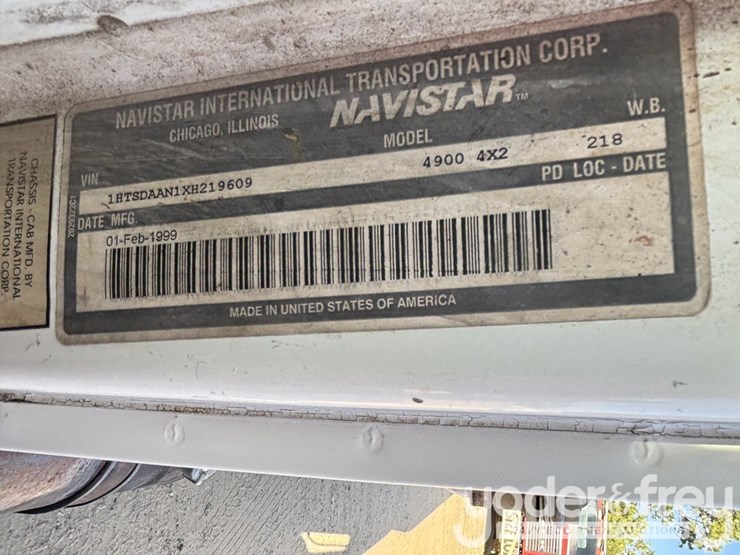 NAVISTAR INTERNATIONAL TRANSPORTATION CORP.
CHICAGO, ILLINOIS
NAVISTAR™
VIN
MODEL
W.B.
1HTSDAAN1XH219609
4900 4X2
218
DATE MFG.
PD LOC - DATE
01-Feb-1999
MADE IN UNITED STATES OF AMERICA
CHASSIS - CAB MFD. BY
NAVISTAR INTERNATIONAL
TRANSPORTATION CORP.
yoder&frey